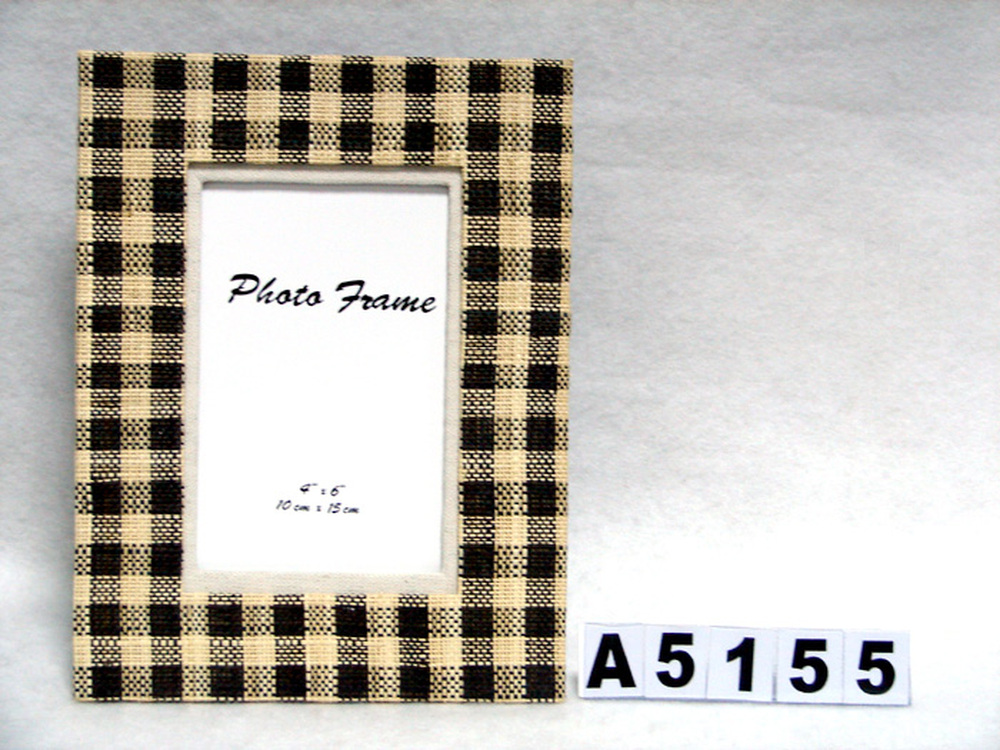 Photo Frame
4" = 6"
10 cm = 15 cm
A5155